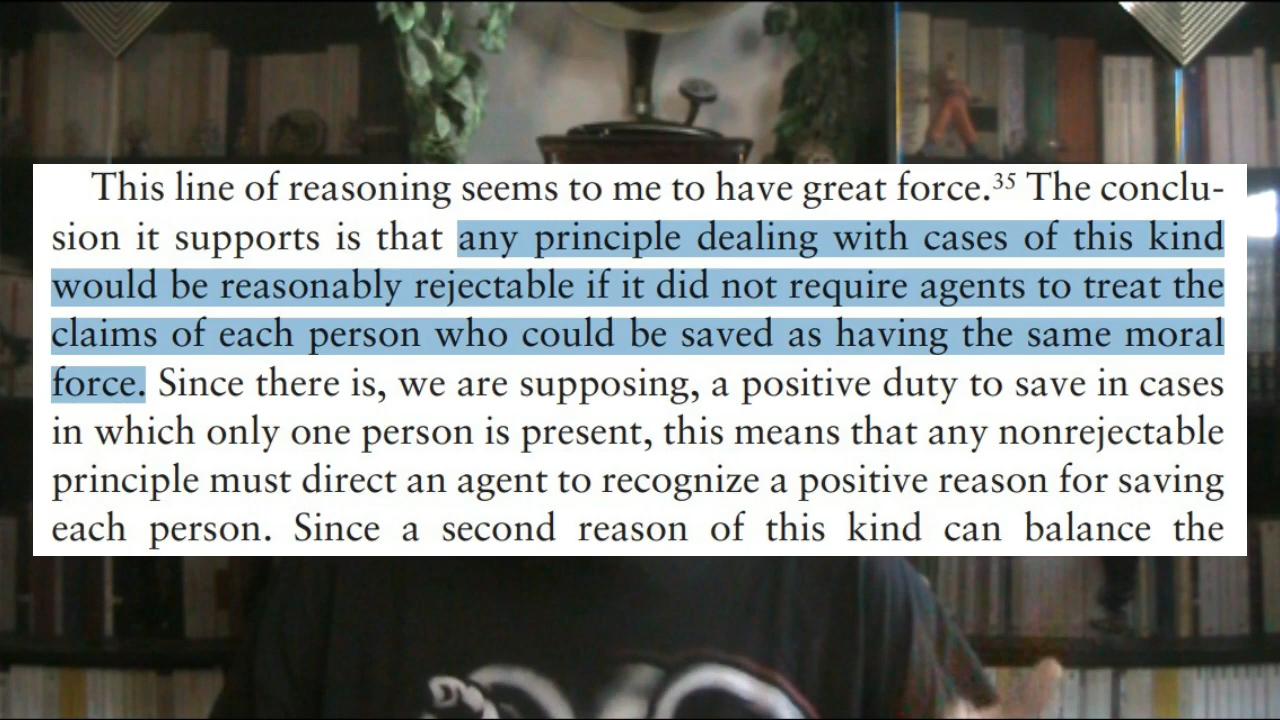 This line of reasoning seems to me to have great force.³⁵ The conclu-
sion it supports is that any principle dealing with cases of this kind
would be reasonably rejectable if it did not require agents to treat the
claims of each person who could be saved as having the same moral
force. Since there is, we are supposing, a positive duty to save in cases
in which only one person is present, this means that any nonrejectable
principle must direct an agent to recognize a positive reason for saving
each person. Since a second reason of this kind can balance the